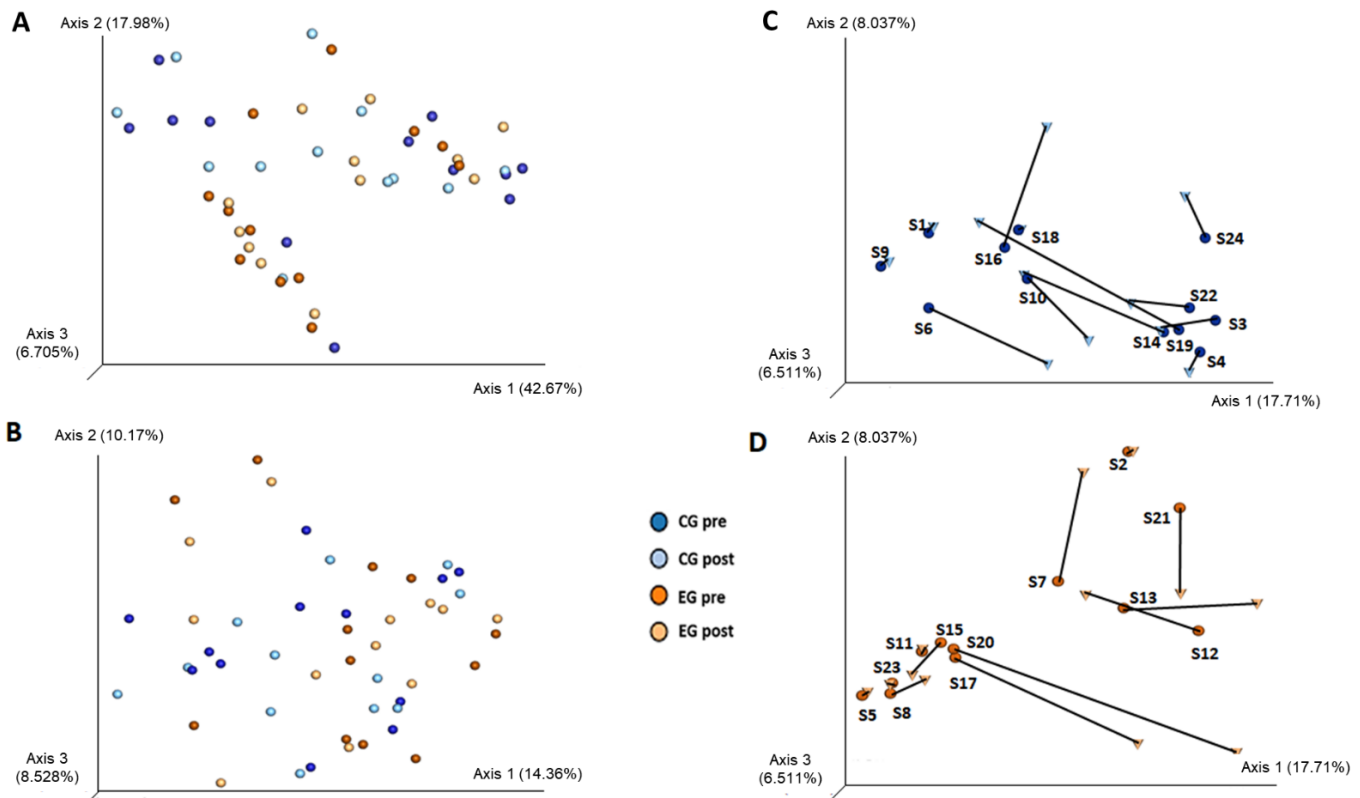 A
Axis 2 (17.98%)
Axis 3
(6.705%)
Axis 1 (42.67%)
B
Axis 2 (10.17%)
Axis 3
(8.528%)
Axis 1 (14.36%)
CG pre
CG post
EG pre
EG post
C
Axis 2 (8.037%)
S1
S18
S24
S9
S16
S10
S22
S6
S3
S14
S19
S4
Axis 3
(6.511%)
Axis 1 (17.71%)
D
Axis 2 (8.037%)
S2
S21
S7
S13
S12
S15
S11
S20
S23
S17
S5
S8
Axis 3
(6.511%)
Axis 1 (17.71%)